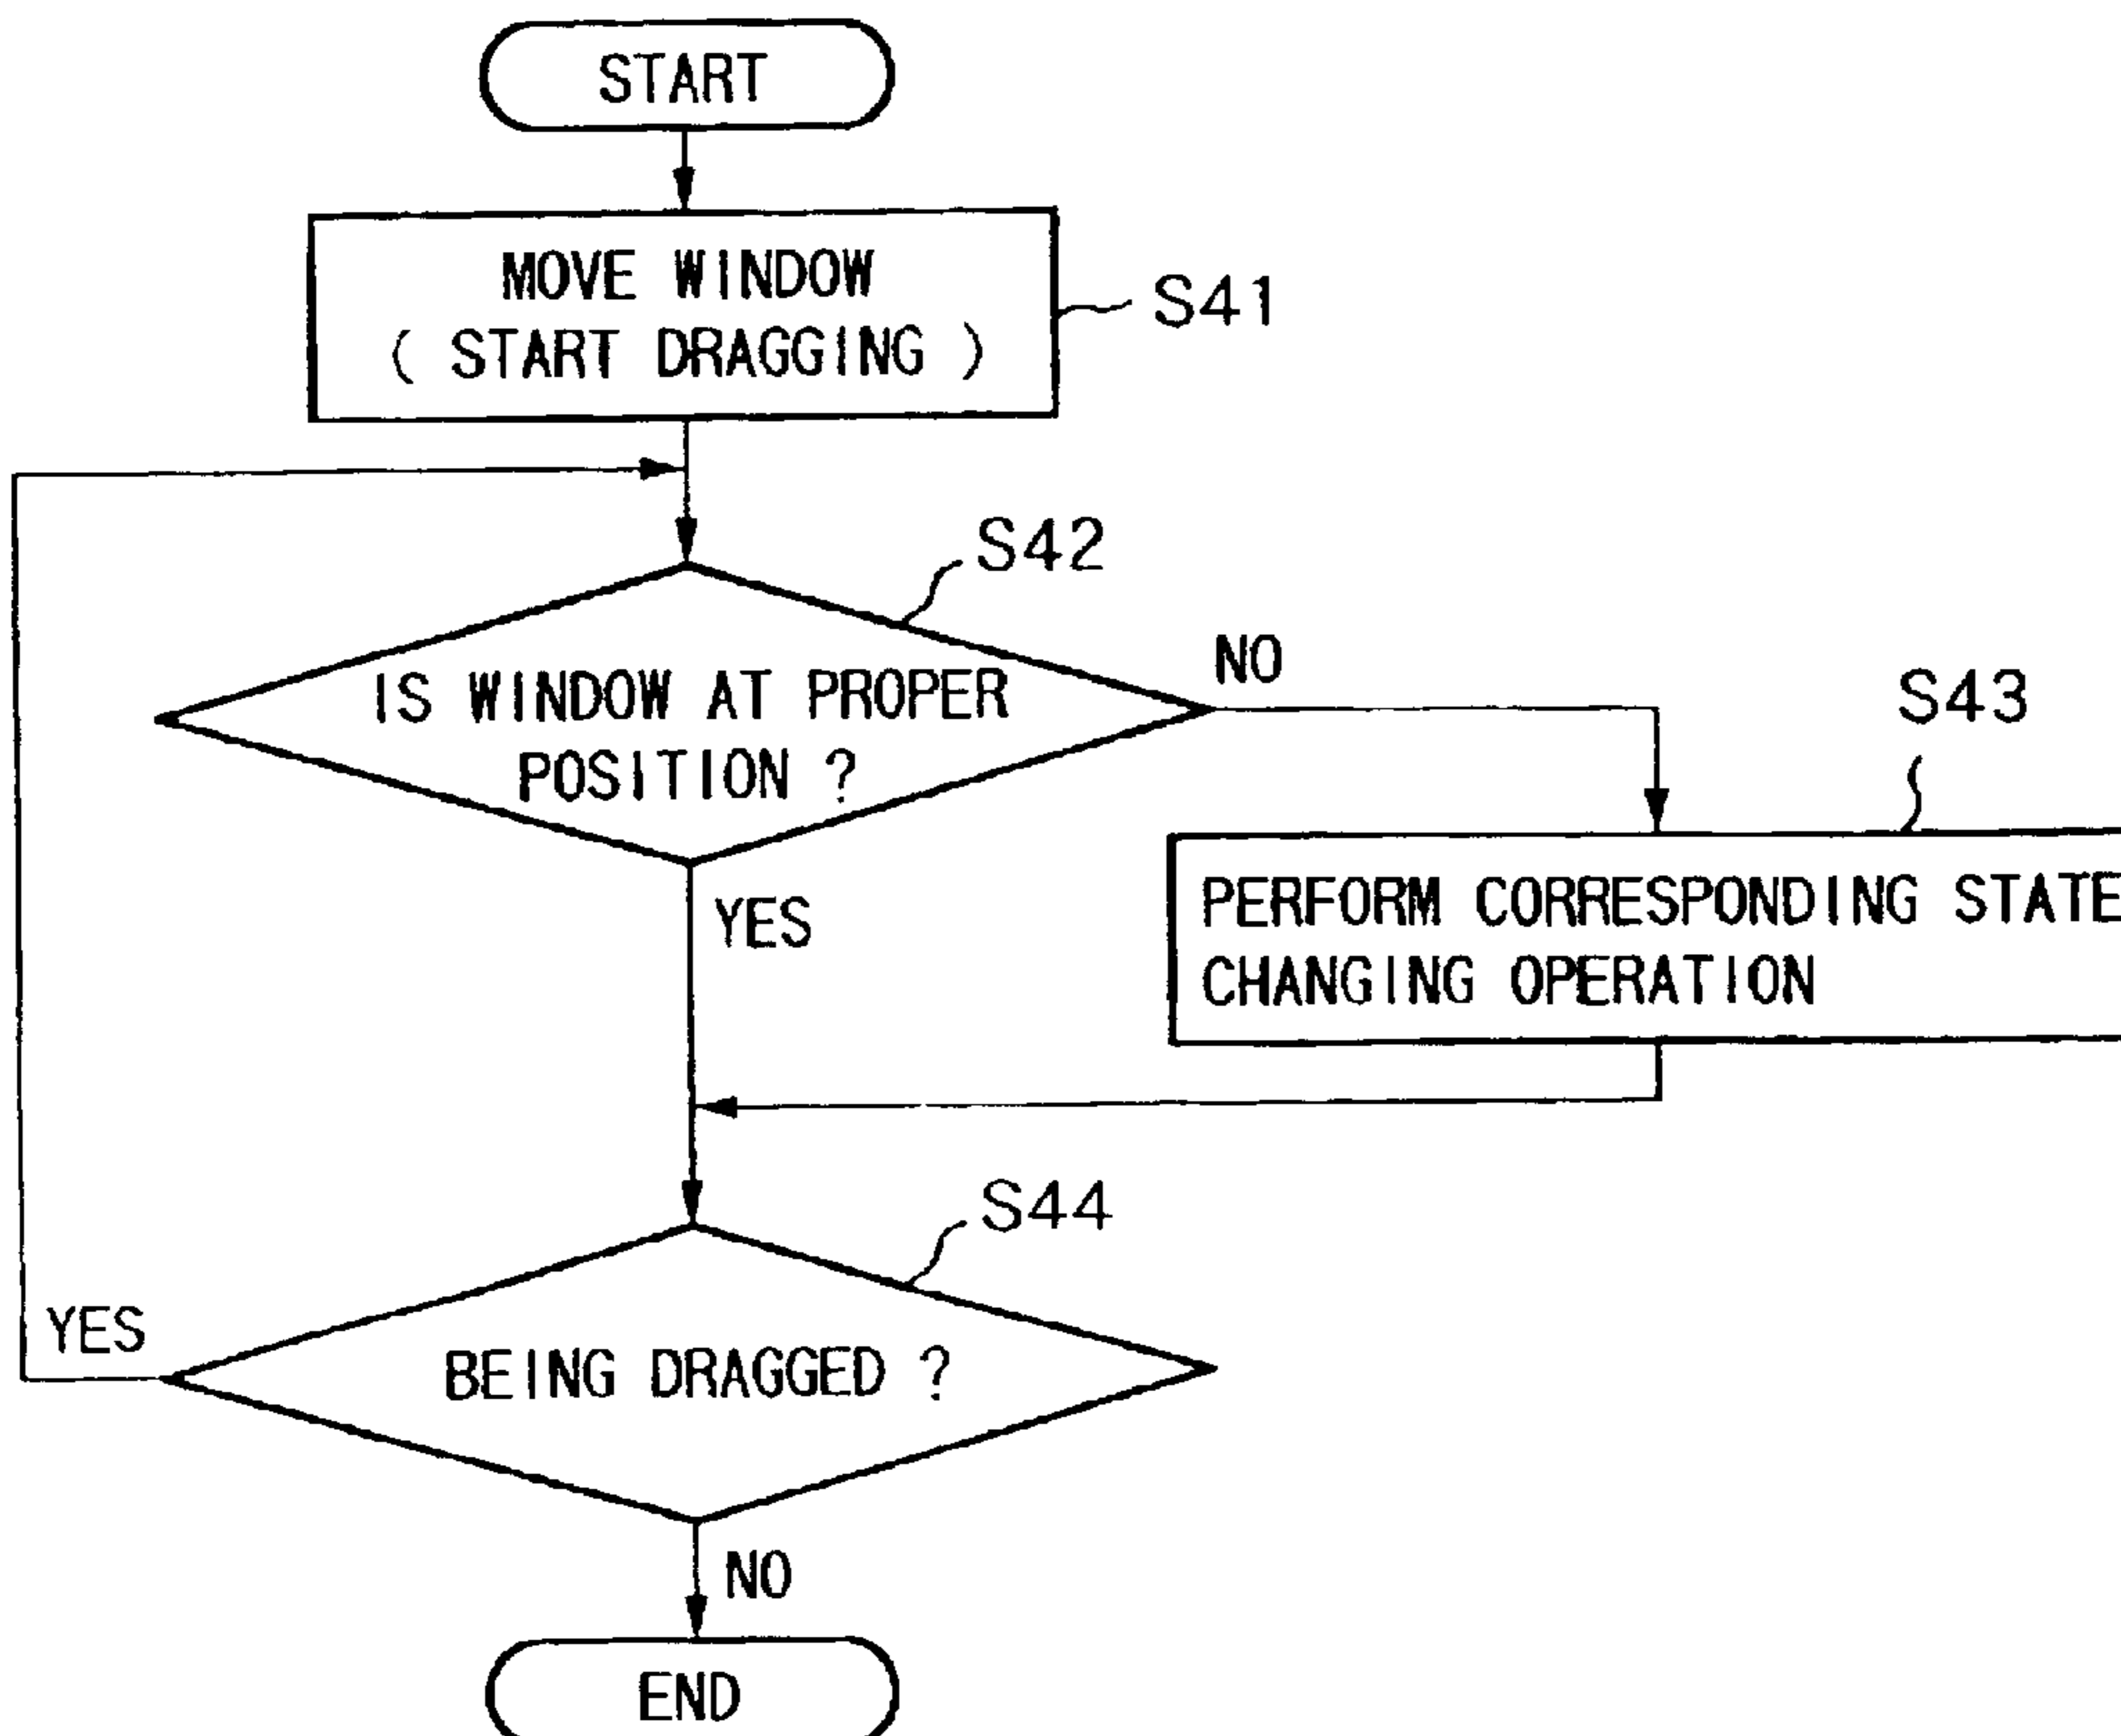 START
MOVE WINDOW
( START DRAGGING )
S41
S42
IS WINDOW AT PROPER
POSITION ?
NO
S43
YES
PERFORM CORRESPONDING STATE
CHANGING OPERATION
S44
YES
BEING DRAGGED ?
NO
END